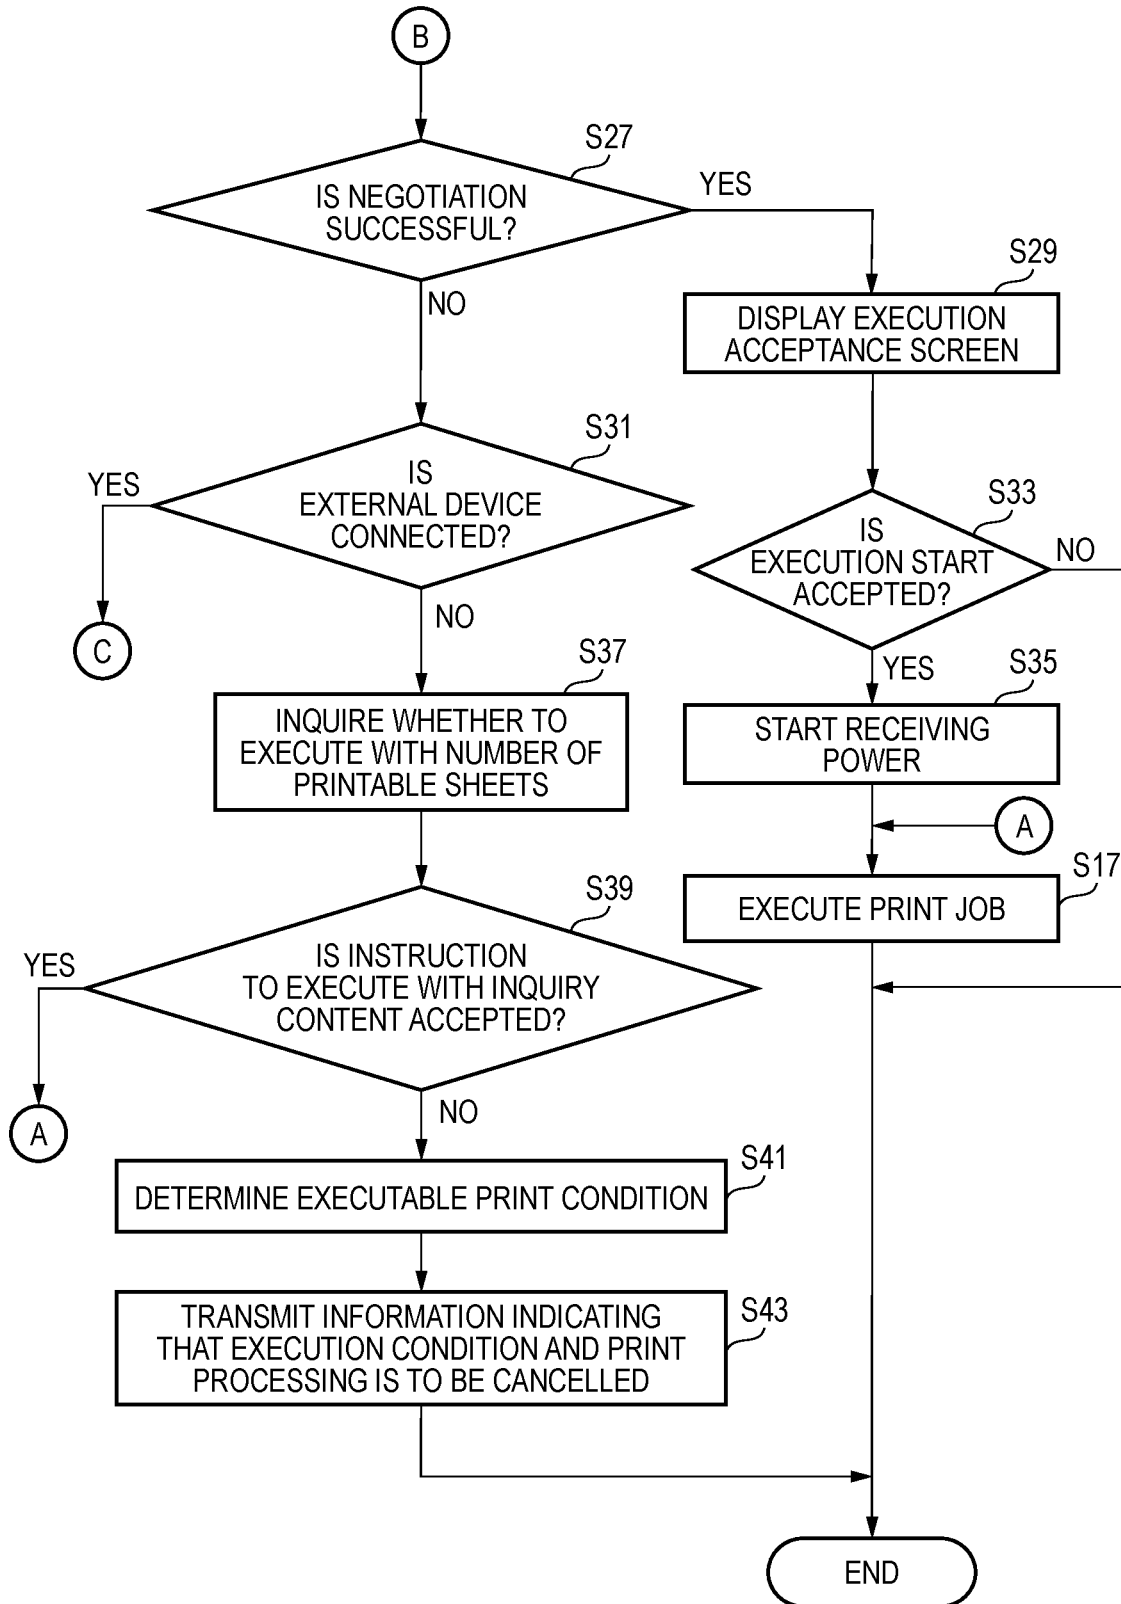 B
S27
IS NEGOTIATION
SUCCESSFUL?
YES
NO
S29
DISPLAY EXECUTION
ACCEPTANCE SCREEN
S31
IS
EXTERNAL DEVICE
CONNECTED?
YES
NO
C
S33
IS
EXECUTION START
ACCEPTED?
NO
YES
S35
START RECEIVING
POWER
A
S37
INQUIRE WHETHER TO
EXECUTE WITH NUMBER OF
PRINTABLE SHEETS
S17
EXECUTE PRINT JOB
S39
IS INSTRUCTION
TO EXECUTE WITH INQUIRY
CONTENT ACCEPTED?
YES
NO
A
S41
DETERMINE EXECUTABLE PRINT CONDITION
S43
TRANSMIT INFORMATION INDICATING
THAT EXECUTION CONDITION AND PRINT
PROCESSING IS TO BE CANCELLED
END